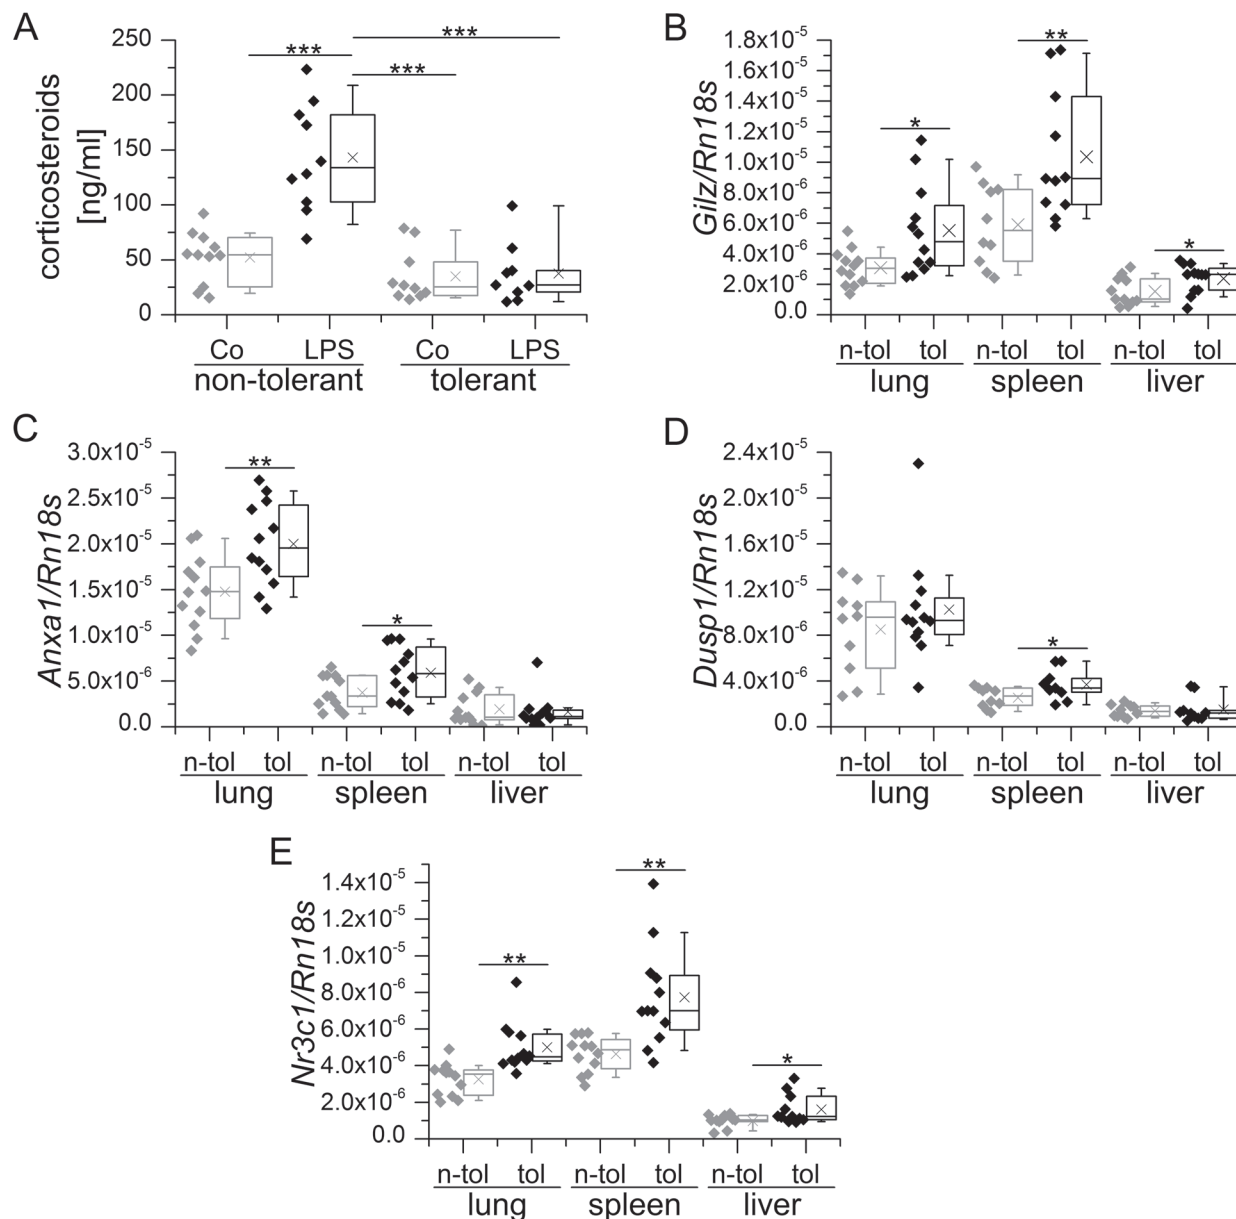 A
corticosteroids
[ng/ml]
250
200
150
100
50
0
***
***
***
Co LPS Co LPS
non-tolerant tolerant
B
Gilz/Rn18s
1.8x10-5
1.6x10-5
1.4x10-5
1.2x10-5
1.0x10-5
8.0x10-6
6.0x10-6
4.0x10-6
2.0x10-6
0.0
*
**
*
n-tol tol n-tol tol n-tol tol
lung spleen liver
C
Anxa1/Rn18s
3.0x10-5
2.5x10-5
2.0x10-5
1.5x10-5
1.0x10-5
5.0x10-6
0.0
**
*
n-tol tol n-tol tol n-tol tol
lung spleen liver
D
Dusp1/Rn18s
2.4x10-5
2.0x10-5
1.6x10-5
1.2x10-5
8.0x10-6
4.0x10-6
0.0
*
n-tol tol n-tol tol n-tol tol
lung spleen liver
E
Nr3c1/Rn18s
1.4x10-5
1.2x10-5
1.0x10-5
8.0x10-6
6.0x10-6
4.0x10-6
2.0x10-6
0.0
**
**
*
n-tol tol n-tol tol n-tol tol
lung spleen liver